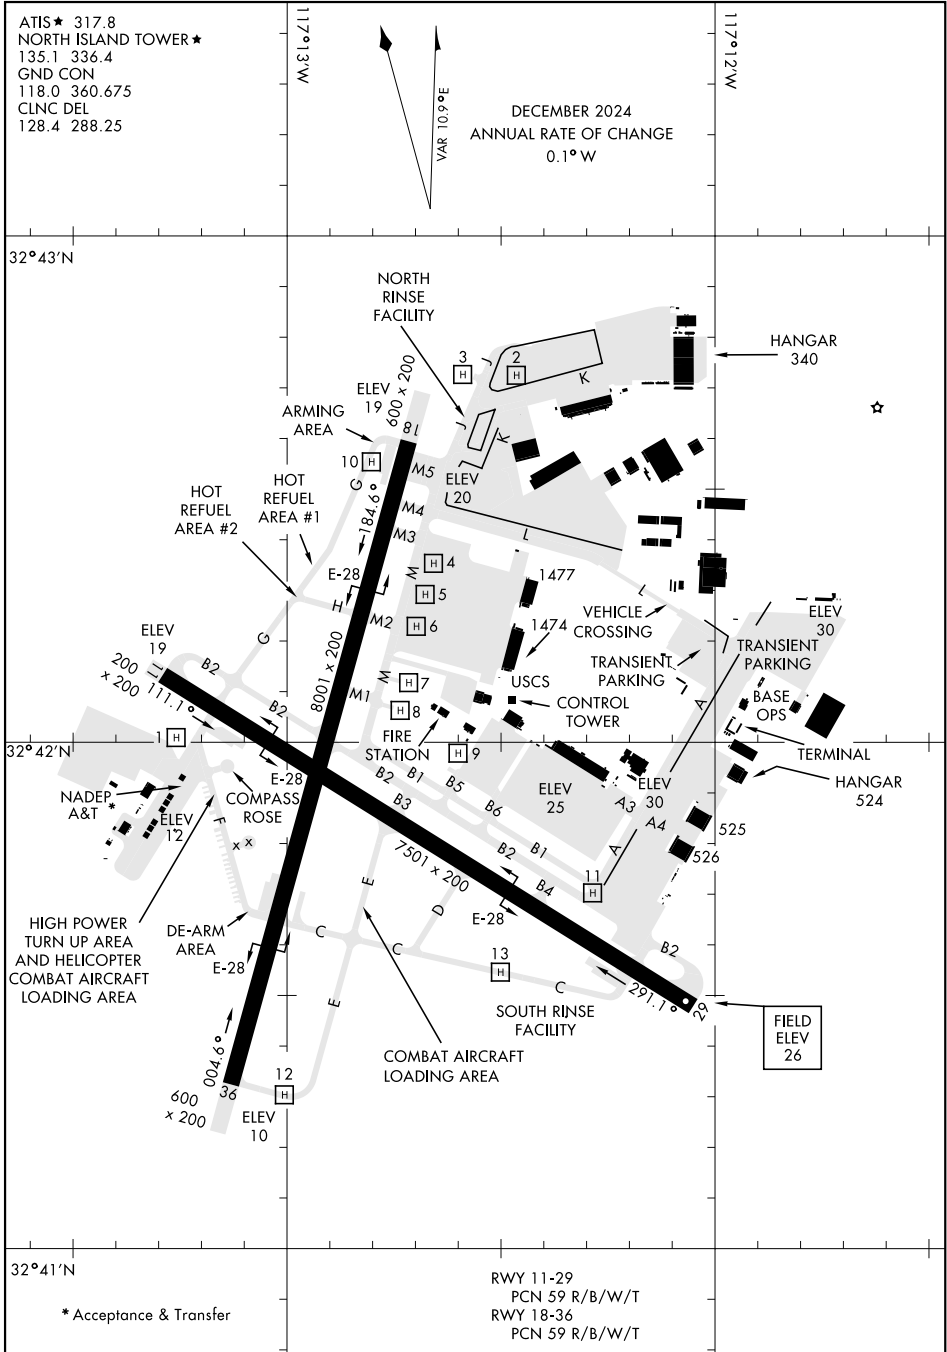 ATIS★ 317.8
NORTH ISLAND TOWER★
135.1 336.4
GND CON
118.0 360.675
CLNC DEL
128.4 288.25
117°13'W
117°12'W
VAR 10.9°E
DECEMBER 2024
ANNUAL RATE OF CHANGE
0.1° W
32°43'N
NORTH
RINSE
FACILITY
HANGAR
340
3
H
J
2
H
K
ELEV
19
600 x 200
18
J
K
ARMING
AREA
10
H
G
M5
ELEV
20
HOT
REFUEL
AREA #1
HOT
REFUEL
AREA #2
184.6°
M4
M3
L
E-28
M
H
4
H
5
1477
L
VEHICLE
CROSSING
H
M2
H
6
1474
ELEV
30
G
TRANSIENT
PARKING
TRANSIENT
PARKING
ELEV
19
B2
8001 x 200
M
H
7
USCS
200
x 200
111.1°
B2
M1
H
8
CONTROL
TOWER
A
BASE
OPS
1
H
FIRE
STATION
H
9
TERMINAL
32°42'N
E-28
B2
B1
B5
B6
B3
ELEV
25
ELEV
30
A3
A4
HANGAR
524
NADEP
A&T
*
COMPASS
ROSE
ELEV
12
F
X X
525
526
7501 x 200
B2
B1
B4
A
11
H
E
D
E-28
HIGH POWER
TURN UP AREA
AND HELICOPTER
COMBAT AIRCRAFT
LOADING AREA
DE-ARM
AREA
C
C
E-28
13
H
C
B2
291.1°
29
E
SOUTH RINSE
FACILITY
FIELD
ELEV
26
COMBAT AIRCRAFT
LOADING AREA
004.6°
36
12
H
600
x 200
ELEV
10
32°41'N
* Acceptance & Transfer
RWY 11-29
PCN 59 R/B/W/T
RWY 18-36
PCN 59 R/B/W/T